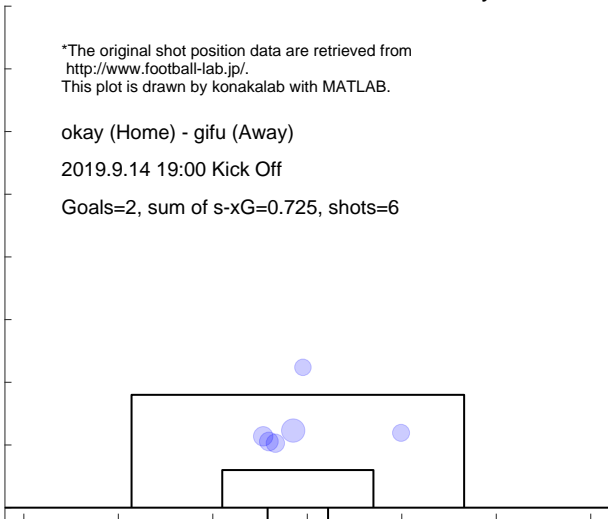 *The original shot position data are retrieved from
http://www.football-lab.jp/.
This plot is drawn by konakalab with MATLAB.
okay (Home) - gifu (Away)
2019.9.14 19:00 Kick Off
Goals=2, sum of s-xG=0.725, shots=6